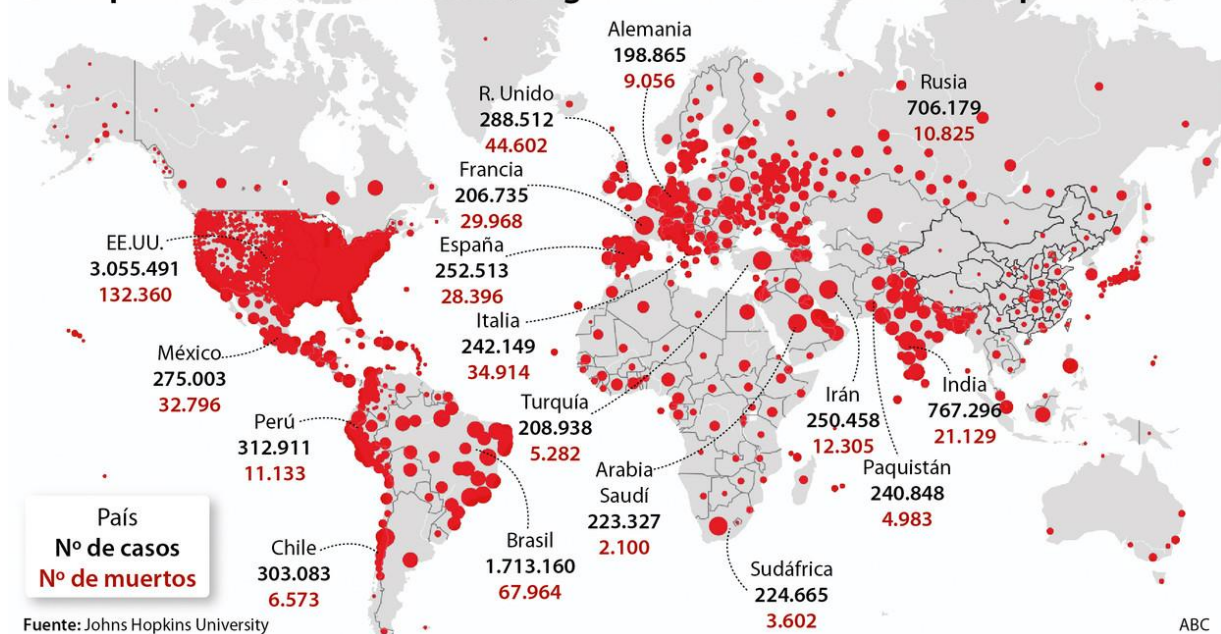 Alemania
198.865
9.056
Rusia
706.179
10.825
R. Unido
288.512
44.602
Francia
206.735
29.968
EE.UU.
3.055.491
132.360
España
252.513
28.396
Italia
242.149
34.914
México
275.003
32.796
Turquía
208.938
5.282
Irán
250.458
12.305
India
767.296
21.129
Perú
312.911
11.133
Arabia
Saudí
223.327
2.100
Paquistán
240.848
4.983
País
Nº de casos
Nº de muertos
Chile
303.083
6.573
Brasil
1.713.160
67.964
Sudáfrica
224.665
3.602
Fuente: Johns Hopkins University
ABC